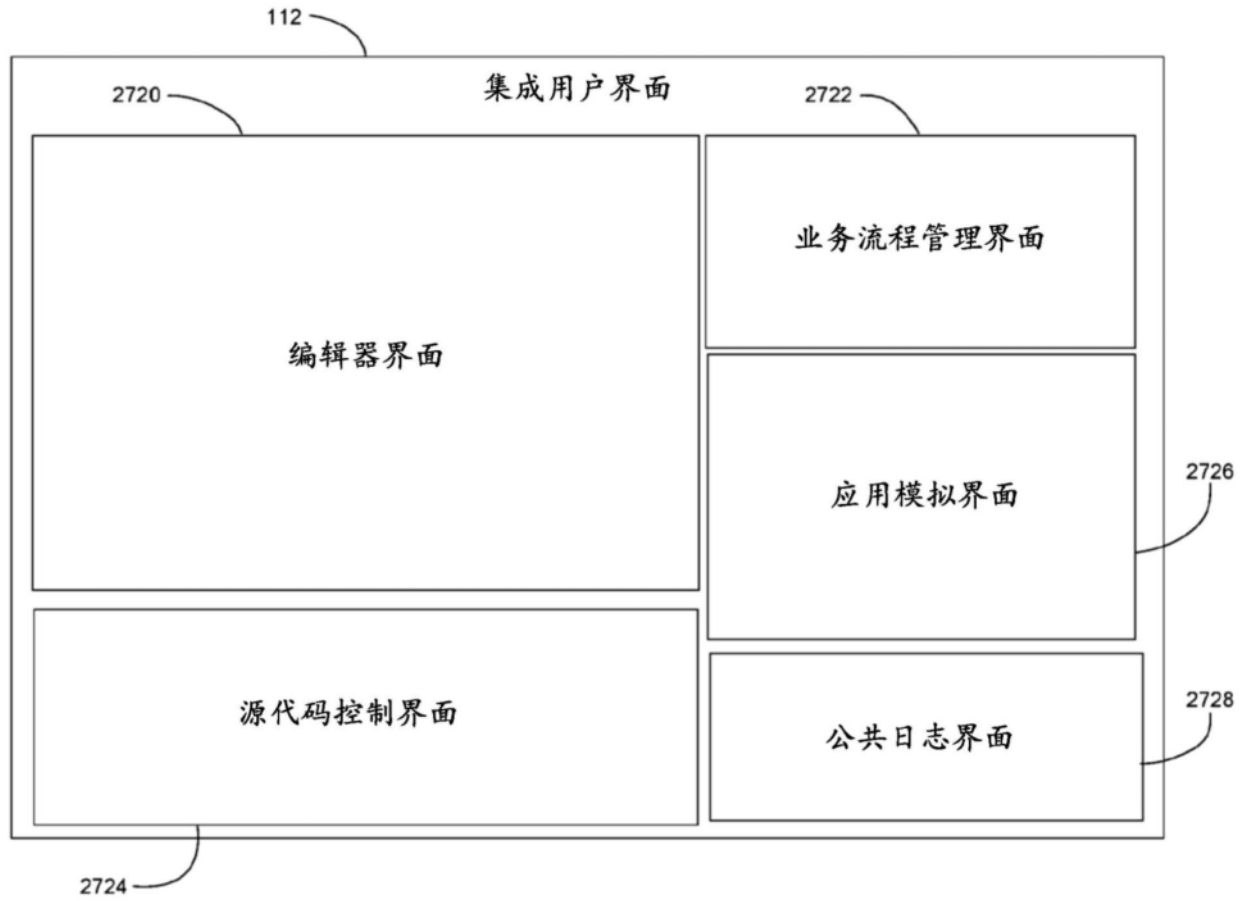 112
集成用户界面
2720
2722
业务流程管理界面
编辑器界面
2726
应用模拟界面
2728
源代码控制界面
公共日志界面
2724